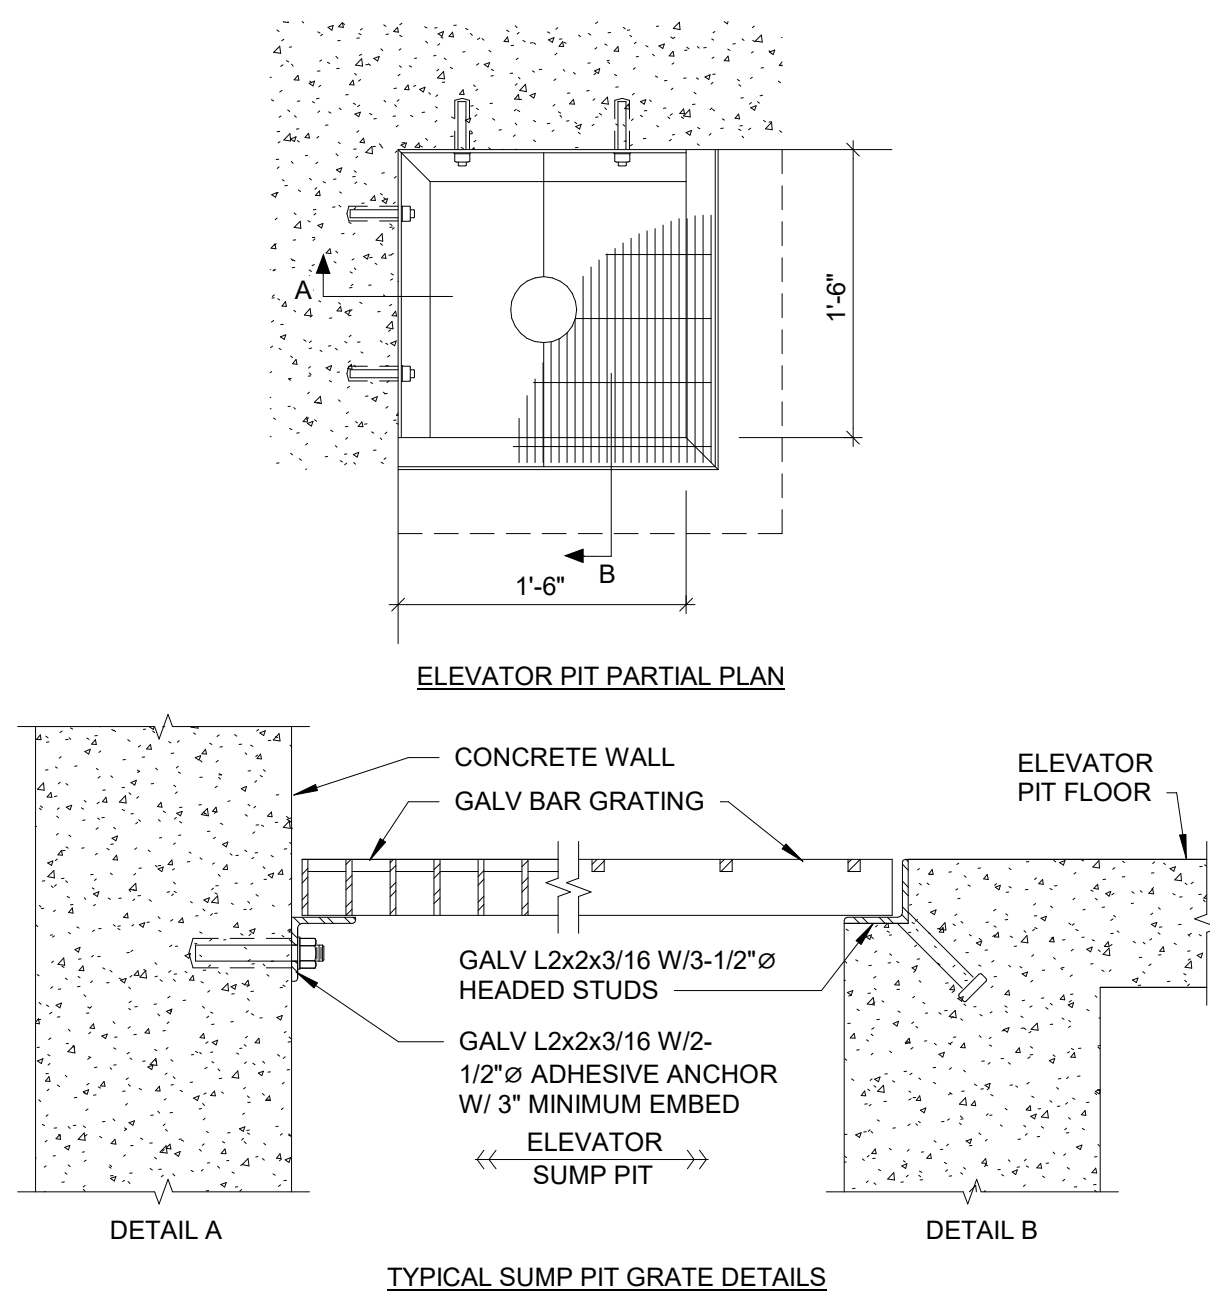 A
1'-6"
B
1'-6"
ELEVATOR PIT PARTIAL PLAN
CONCRETE WALL
GALV BAR GRATING
ELEVATOR
PIT FLOOR
GALV L2x2x3/16 W/3-1/2"Ø
HEADED STUDS
GALV L2x2x3/16 W/2-
1/2"Ø ADHESIVE ANCHOR
W/ 3" MINIMUM EMBED
ELEVATOR
SUMP PIT
DETAIL A
DETAIL B
TYPICAL SUMP PIT GRATE DETAILS